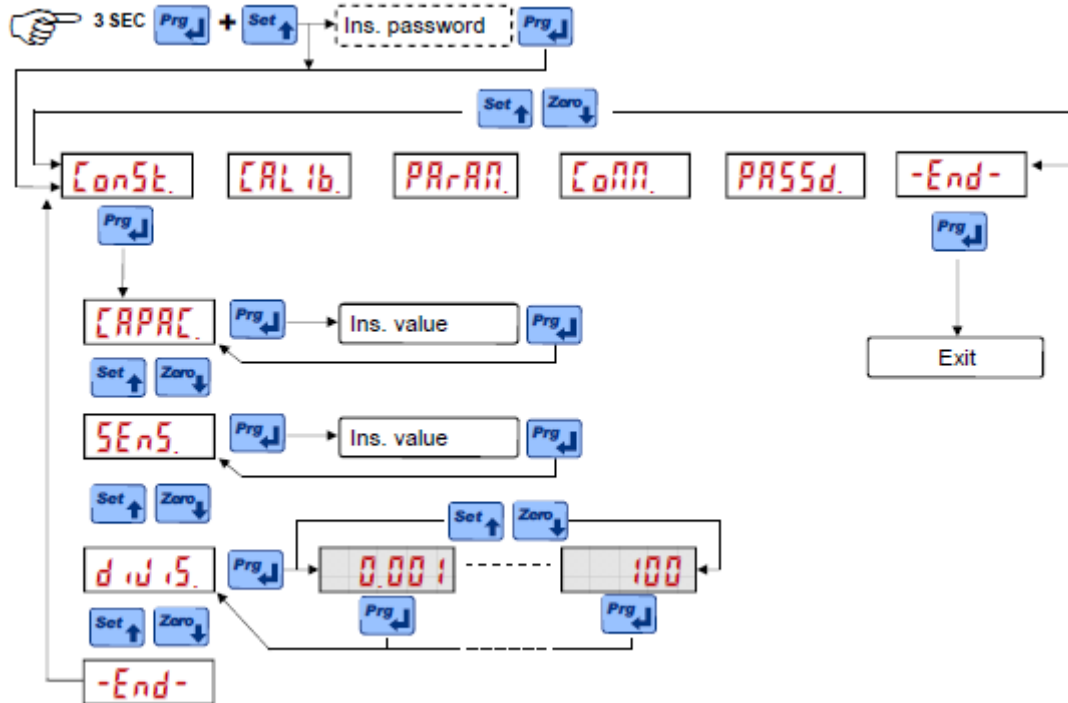 3 SEC Prg + Set Ins. password Prg
Set Zero
ConSt. CALIb. PArAM. CoMM. PASSd. -End-
Prg Prg
CAPAC. Prg Ins. value Prg
Exit
Set Zero
SEnS. Prg Ins. value Prg
Set Zero Set Zero
diviS. Prg 0.001 100
Set Zero Prg Prg
-End-